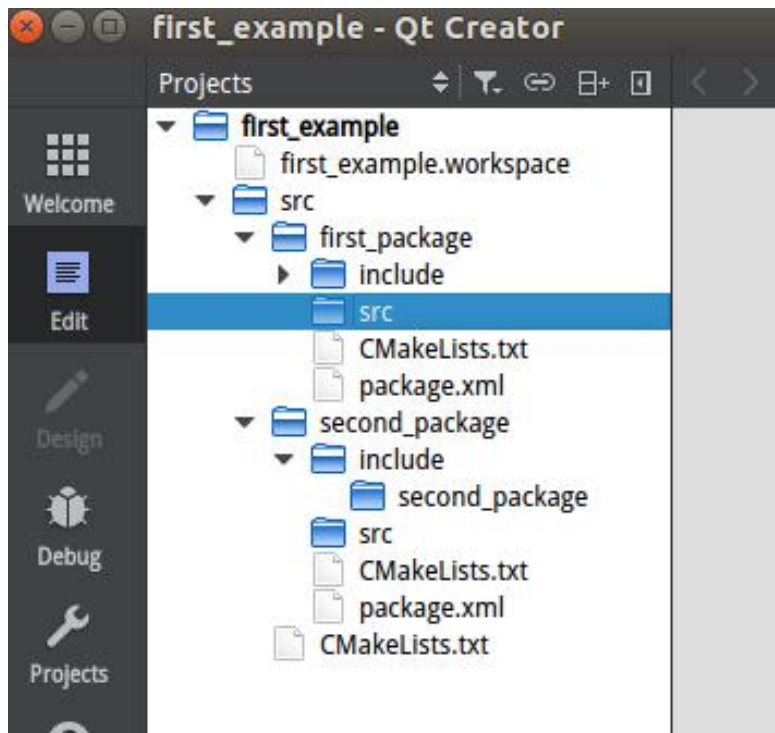 first_example - Qt Creator
Projects
first_example
first_example.workspace
Welcome
src
first_package
include
Edit
src
CMakeLists.txt
package.xml
Design
second_package
include
second_package
src
Debug
CMakeLists.txt
package.xml
CMakeLists.txt
Projects